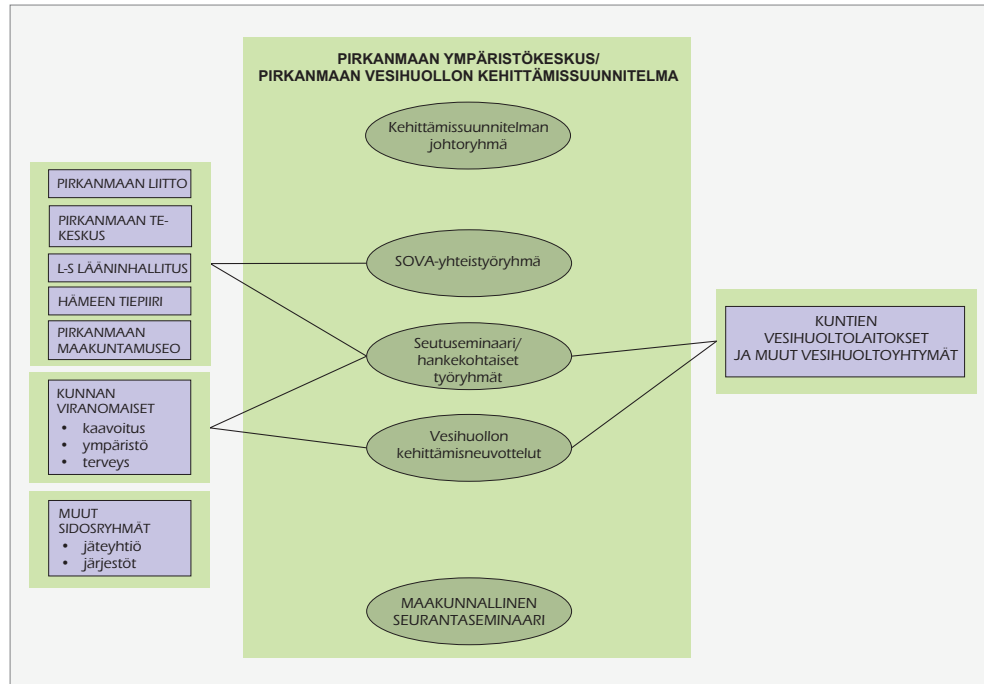 PIRKANMAAN YMPÄRISTÖKESKUS/
PIRKANMAAN VESIHUOLLON KEHITTÄMISSUUNNITELMA
Kehittämissuunnitelman
johtoryhmä
PIRKANMAAN LIITTO
PIRKANMAAN TE-
KESKUS
L-S LÄÄNINHALLITUS
HÄMEEN TIEPIIRI
PIRKANMAAN
MAAKUNTAMUSEO
SOVA-yhteistyöryhmä
Seutuseminaari/
hankekohtaiset
työryhmät
KUNTIEN
VESIHUOLTOLAITOKSET
JA MUUT VESIHUOLTOYHTYMÄT
KUNNAN
VIRANOMAISET
• kaavoitus
• ympäristö
• terveys
Vesihuollon
kehittämisneuvottelut
MUUT
SIDOSRYHMÄT
• jäteyhtiö
• järjestöt
MAAKUNNALLINEN
SEURANTASEMINAARI